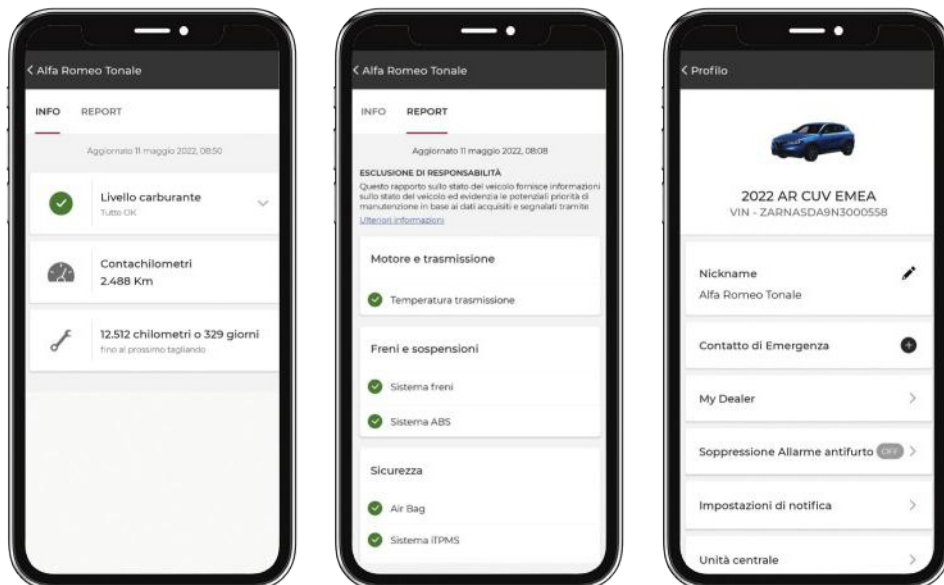 Alfa Romeo Tonale
INFO REPORT
Aggiornato 11 maggio 2022, 08:50
Livello carburante
Tutto OK
Contachilometri
2.488 Km
12.512 chilometri o 329 giorni
fino al prossimo tagliando
Alfa Romeo Tonale
INFO REPORT
Aggiornato 11 maggio 2022, 08:08
ESCLUSIONE DI RESPONSABILITÀ
Questo rapporto sullo stato del veicolo fornisce informazioni
sullo stato del veicolo ed evidenzia le potenziali priorità di
manutenzione in base ai dati acquisiti e segnalati tramite
Ulteriori informazioni
Motore e trasmissione
Temperatura trasmissione
Freni e sospensioni
Sistema freni
Sistema ABS
Sicurezza
Air Bag
Sistema iTPMS
Profilo
2022 AR CUV EMEA
VIN - ZARNASDA9N3000558
Nickname
Alfa Romeo Tonale
Contatto di Emergenza
My Dealer
Soppressione Allarme antifurto OFF
Impostazioni di notifica
Unità centrale